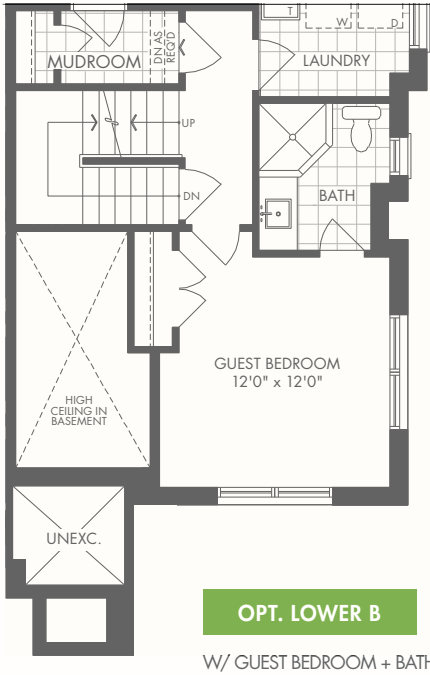 T
W
D
MUDROOM
DN AS
REQ'D
LAUNDRY
UP
DN
BATH
GUEST BEDROOM
12'0" x 12'0"
HIGH
CEILING IN
BASEMENT
UNEXC.
OPT. LOWER B
W/ GUEST BEDROOM + BATH